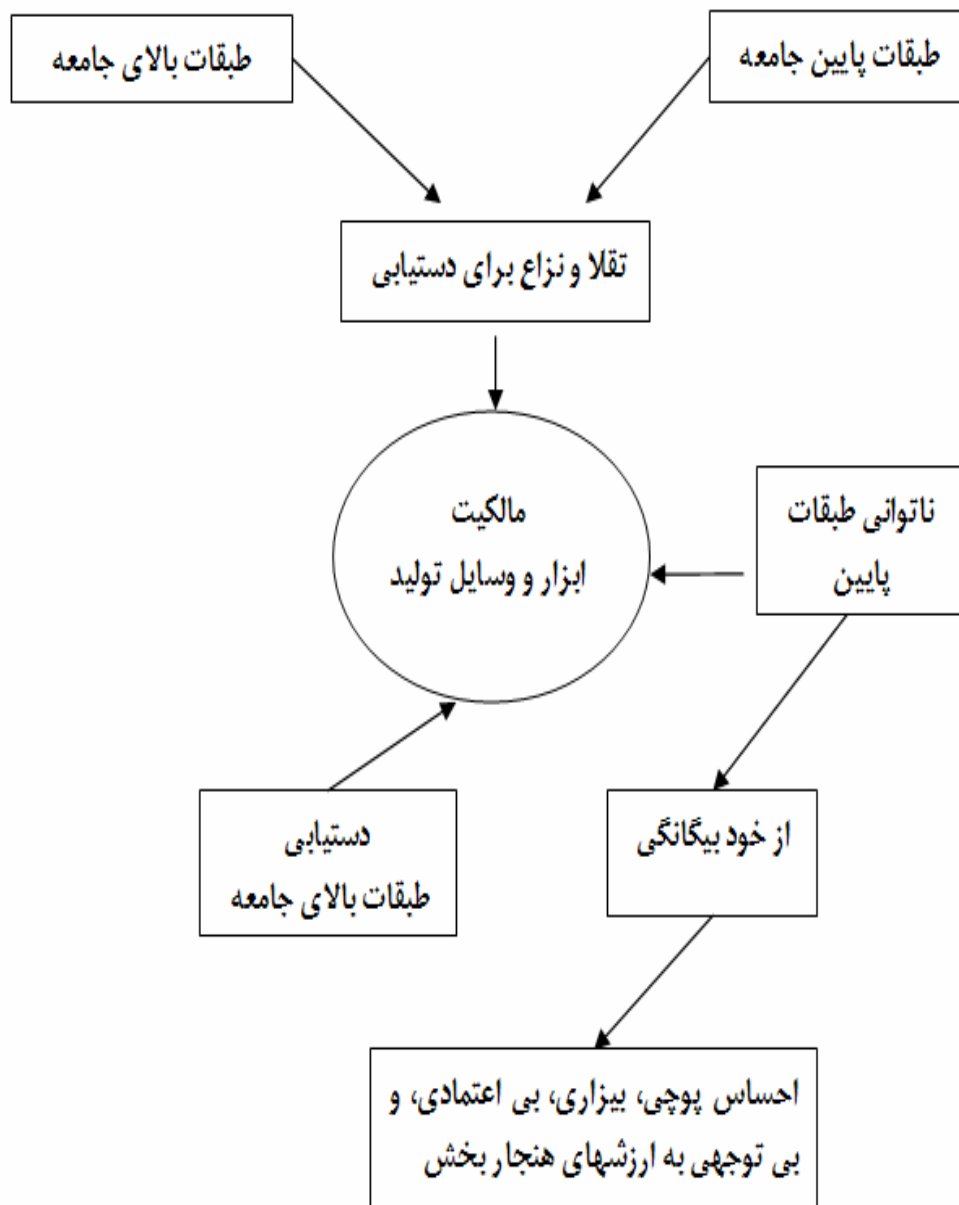 طبقات پایین جامعه
طبقات بالای جامعه
تقلا و نزاع برای دستیابی
مالکیت
ابزار و وسایل تولید
ناتوانی طبقات
پایین
دستیابی
طبقات بالای جامعه
از خود بیگانگی
احساس پوچی، بیزاری، بی اعتمادی، و
بی توجهی به ارزشهای هنجار بخش